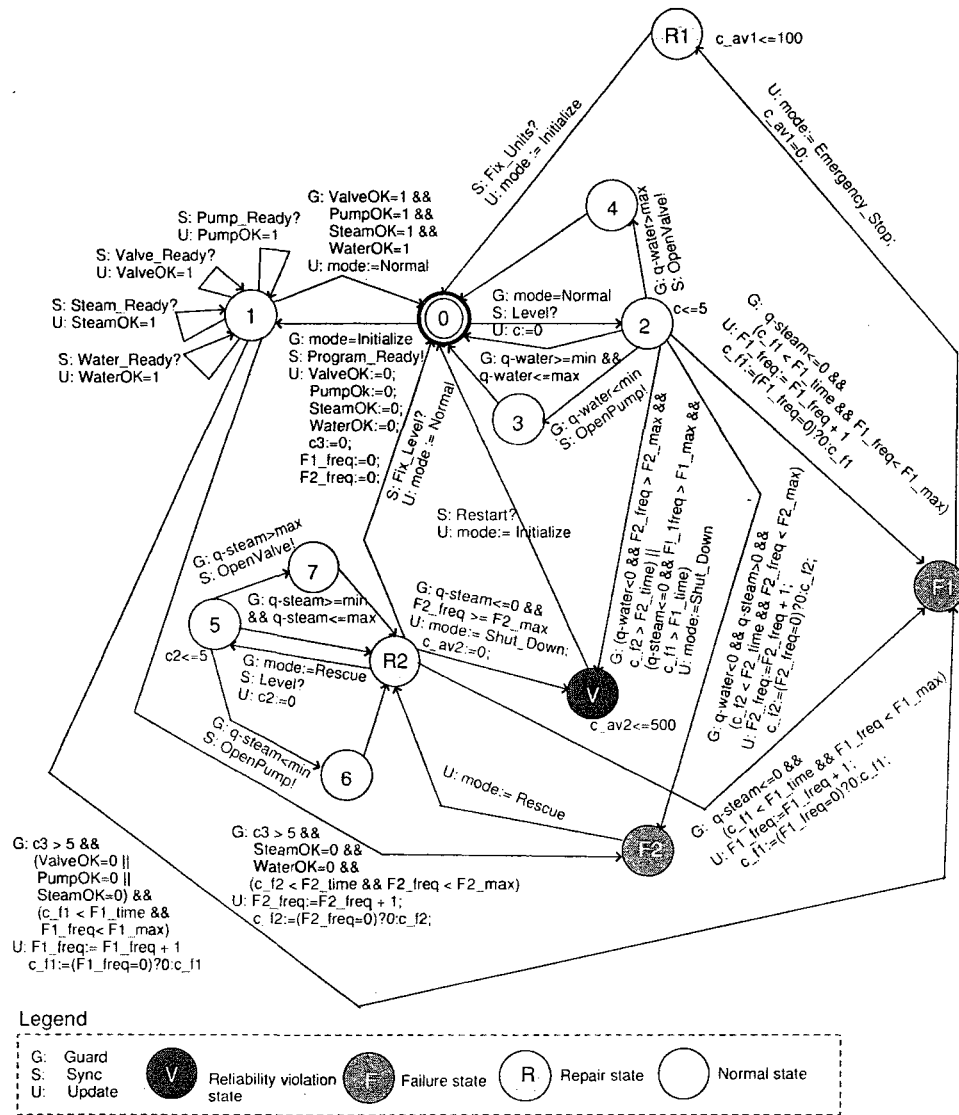 R1
c_av1<=100
U: mode:= Emergency_Stop;
c_av1=0;
S: Fix_Units?
U: mode := Initialize
S: Pump_Ready?
U: PumpOK=1
S: Valve_Ready?
U: ValveOK=1
S: Steam_Ready?
U: SteamOK=1
S: Water_Ready?
U: WaterOK=1
1
G: ValveOK=1 &&
PumpOK=1 &&
SteamOK=1 &&
WaterOK=1
U: mode:=Normal
4
G: q-water>max
S: OpenValve!
0
G: mode=Normal
S: Level?
U: c:=0
2
c<=5
G: q-water>=min &&
q-water<=max
3
G: q-water<min
S: OpenPump!
G: mode=Initialize
S: Program_Ready!
U: ValveOK:=0;
PumpOk:=0;
SteamOK:=0;
WaterOK:=0;
c3:=0;
F1_freq:=0;
F2_freq:=0;
S: Fix_Level?
U: mode := Normal
S: Restart?
U: mode:= Initialize
G: q-steam<=0 &&
(c_f1 < F1_time && F1_freq< F1_max)
U: F1_freq:= F1_freq + 1
c_f1:=(F1_freq=0)?0:c_f1
F1
G: (q-water<0 && F2_freq > F2_max &&
c_f2 > F2_time) ||
(q-steam<=0 && F1_1freq > F1_max &&
c_f1 > F1_time)
U: mode:=Shut_Down
G: q-water<0 && q-steam>0 &&
(c_f2 < F2_time && F2_freq < F2_max)
U: F2_freq:=F2_freq + 1;
c_f2:=(F2_freq=0)?0:c_f2;
G: q-steam>max
S: OpenValve!
7
G: q-steam>=min
&& q-steam<=max
5
c2<=5
G: mode:=Rescue
S: Level?
U: c2:=0
R2
G: q-steam<=0 &&
F2_freq >= F2_max
U: mode:= Shut_Down;
c_av2:=0;
V
c_av2<=500
G: q-steam<min
S: OpenPump!
6
U: mode:= Rescue
F2
G: q-steam<=0 &&
(c_f1 < F1_time && F1_freq < F1_max)
U: F1_freq:=F1_freq + 1;
c_f1:=(F1_freq=0)?0:c_f1;
G: c3 > 5 &&
SteamOK=0 &&
WaterOK=0 &&
(c_f2 < F2_time && F2_freq < F2_max)
U: F2_freq:=F2_freq + 1;
c_f2:=(F2_freq=0)?0:c_f2;
G: c3 > 5 &&
(ValveOK=0 ||
PumpOK=0 ||
SteamOK=0) &&
(c_f1 < F1_time &&
F1_freq< F1_max)
U: F1_freq:= F1_freq + 1
c_f1:=(F1_freq=0)?0:c_f1
Legend
G: Guard
S: Sync
U: Update
V
Reliability violation
state
F
Failure state
R
Repair state
Normal state